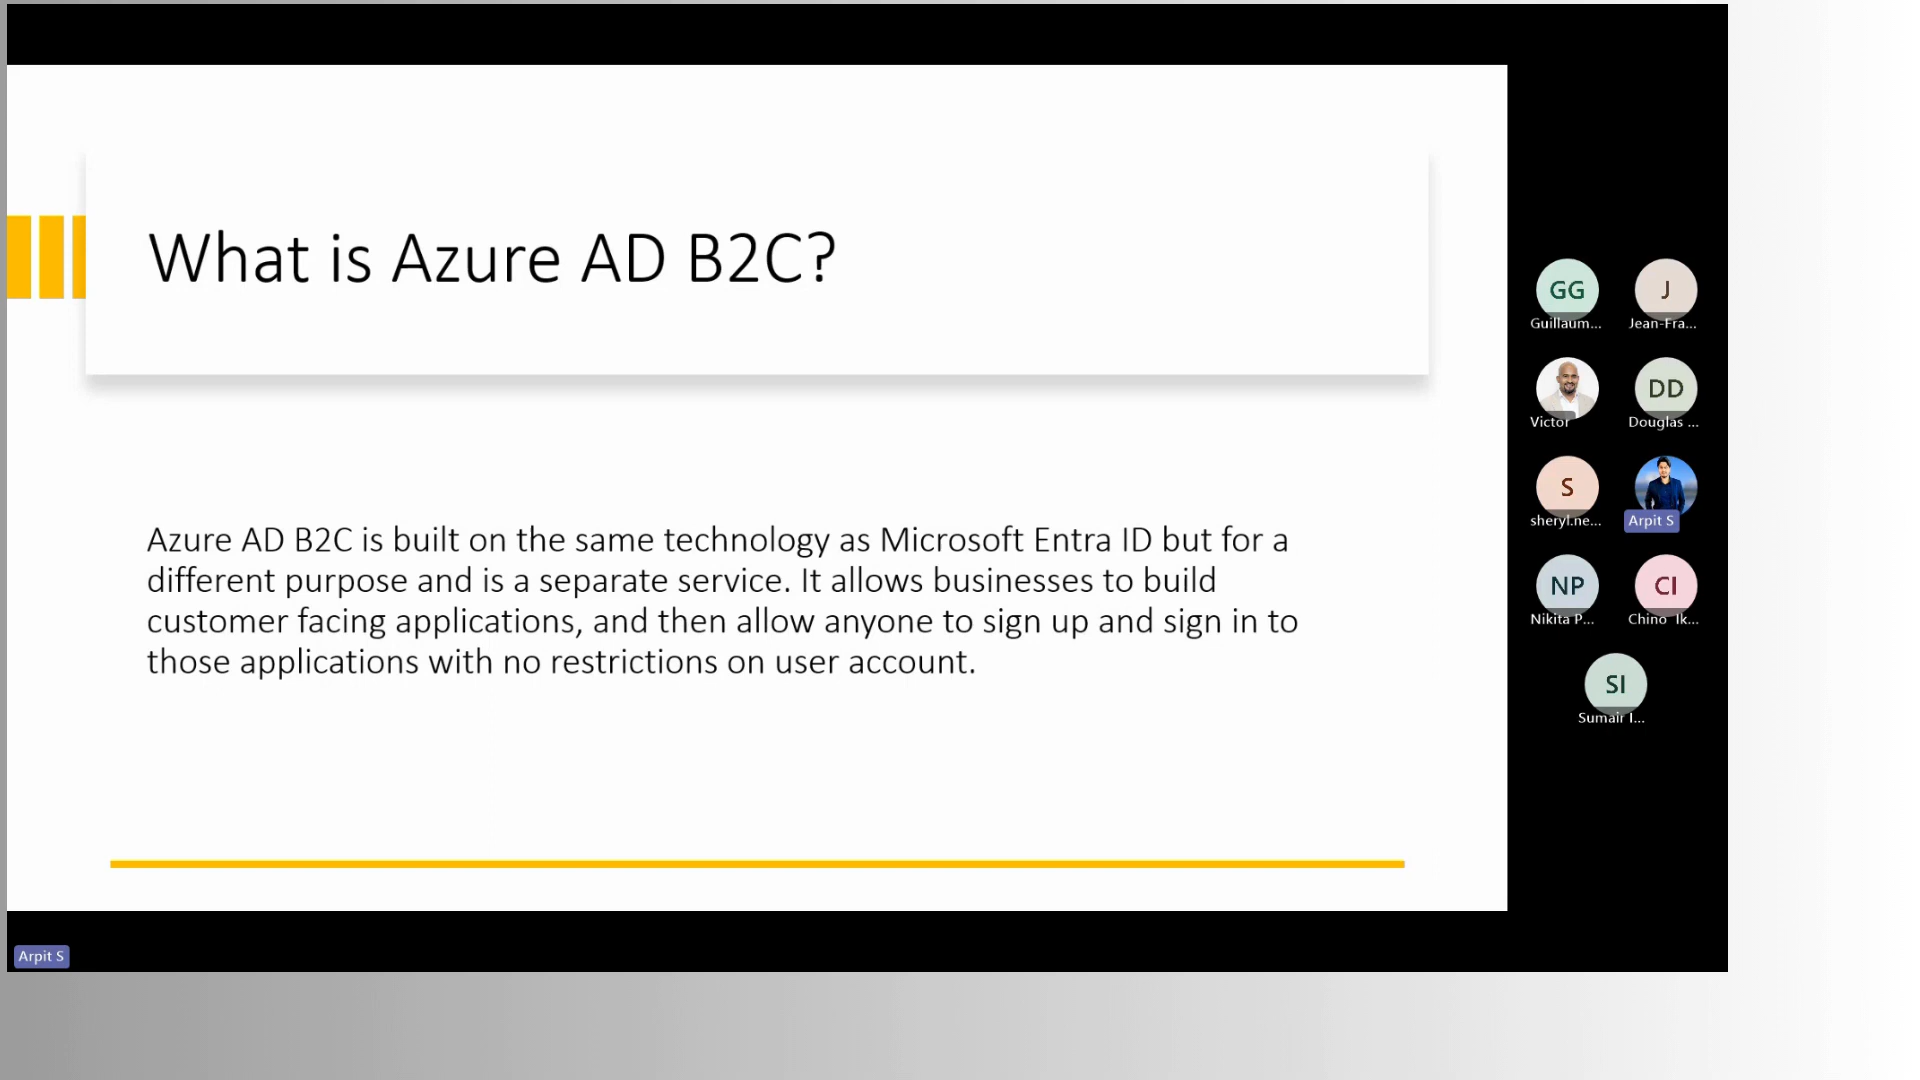 What is Azure AD B2C?
Azure AD B2C is built on the same technology as Microsoft Entra ID but for a
different purpose and is a separate service. It allows businesses to build
customer facing applications, and then allow anyone to sign up and sign in to
those applications with no restrictions on user account.
GG
Guillaum...
J
Jean-Fra...
Victor
DD
Douglas ...
S
sheryl.ne...
Arpit S
NP
Nikita P...
CI
Chino Ik...
SI
Sumair I...
Arpit S